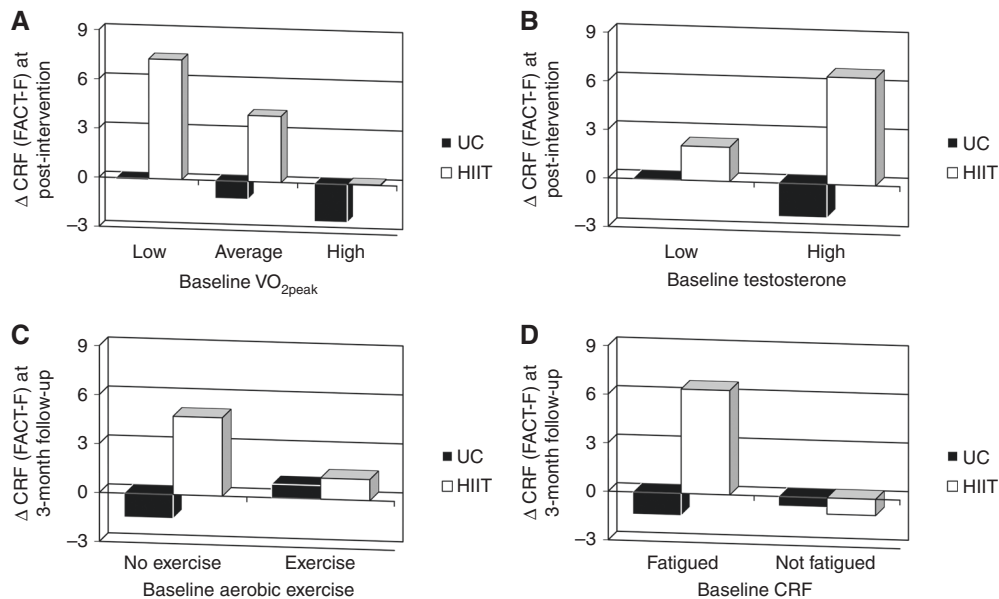 A
Δ CRF (FACT-F) at
post-intervention
9
6
3
0
–3
Low Average High
Baseline VO2peak
UC
HIIT
B
Δ CRF (FACT-F) at
post-intervention
9
6
3
0
–3
Low High
Baseline testosterone
UC
HIIT
C
Δ CRF (FACT-F) at
3-month follow-up
9
6
3
0
–3
No exercise Exercise
Baseline aerobic exercise
UC
HIIT
D
Δ CRF (FACT-F) at
3-month follow-up
9
6
3
0
–3
Fatigued Not fatigued
Baseline CRF
UC
HIIT